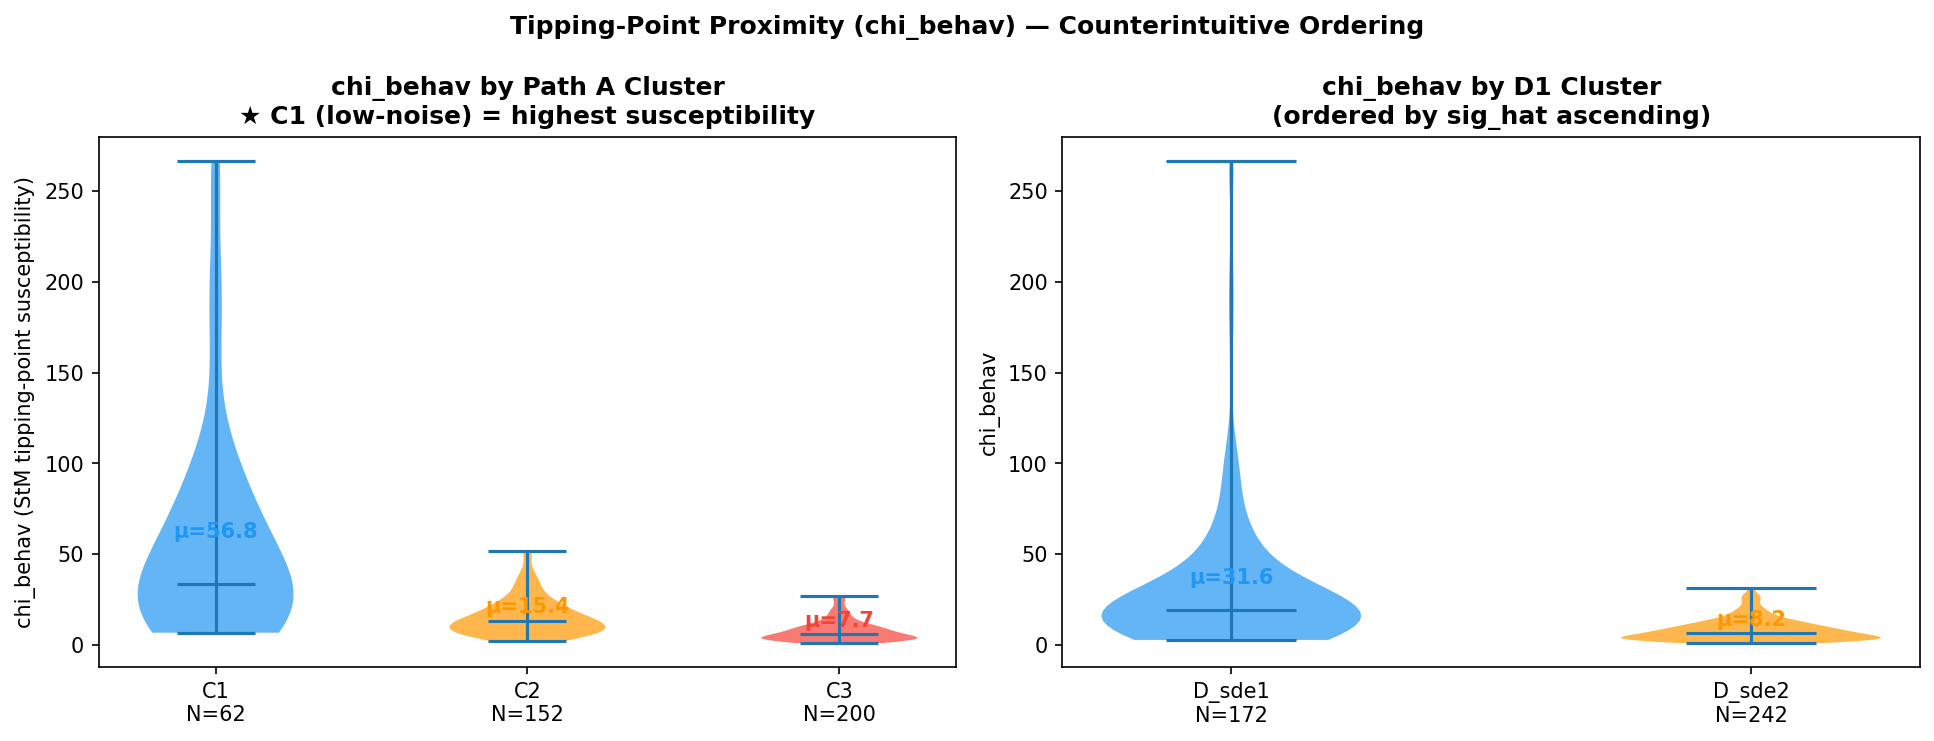 Tipping-Point Proximity (chi_behav) — Counterintuitive Ordering
chi_behav by Path A Cluster
★ C1 (low-noise) = highest susceptibility
chi_behav (StM tipping-point susceptibility)
250
200
150
100
50
0
μ=56.8
μ=15.4
μ=7.7
C1
N=62
C2
N=152
C3
N=200
chi_behav by D1 Cluster
(ordered by sig_hat ascending)
chi_behav
250
200
150
100
50
0
μ=31.6
μ=8.2
D_sde1
N=172
D_sde2
N=242